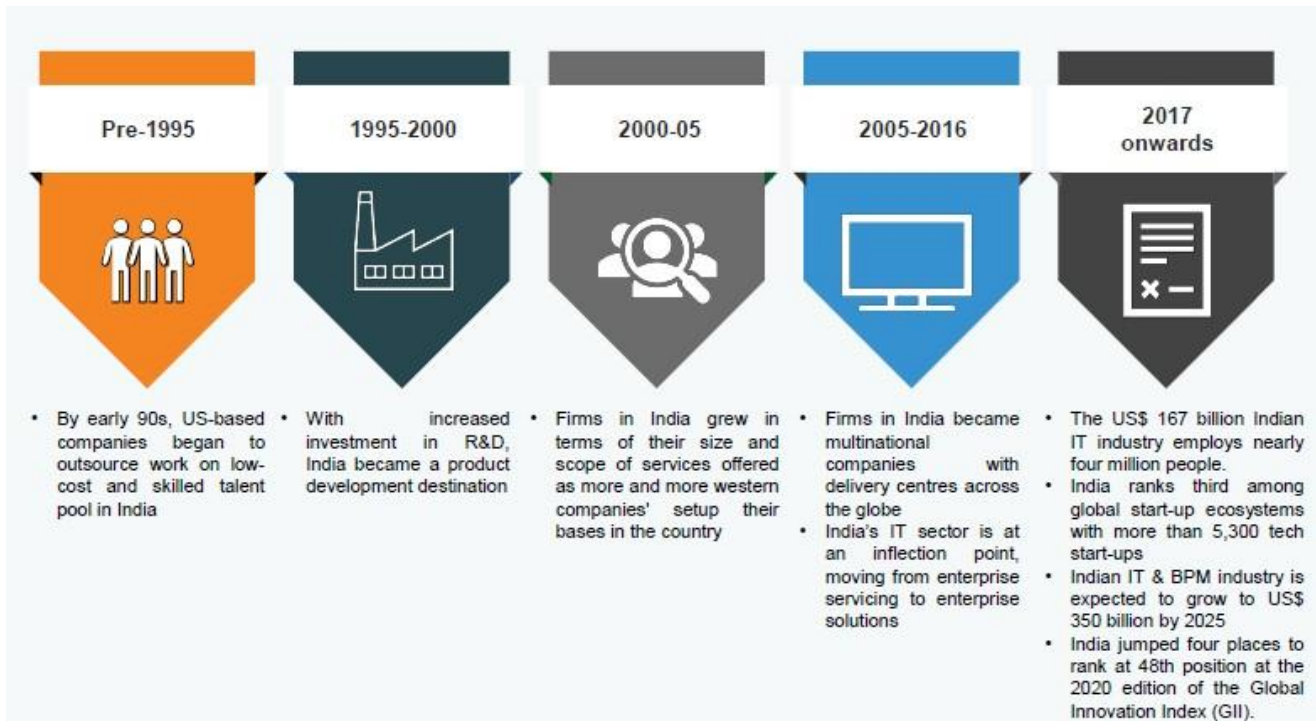 Pre-1995
1995-2000
2000-05
2005-2016
2017
onwards
• By early 90s, US-based
companies began to
outsource work on low-
cost and skilled talent
pool in India
• With increased
investment in R&D,
India became a product
development destination
• Firms in India grew in
terms of their size and
scope of services offered
as more and more western
companies' setup their
bases in the country
• Firms in India became
multinational
companies with
delivery centres across
the globe
• India's IT sector is at
an inflection point,
moving from enterprise
servicing to enterprise
solutions
• The US$ 167 billion Indian
IT industry employs nearly
four million people.
• India ranks third among
global start-up ecosystems
with more than 5,300 tech
start-ups
• Indian IT & BPM industry is
expected to grow to US$
350 billion by 2025
• India jumped four places to
rank at 48th position at the
2020 edition of the Global
Innovation Index (GII).